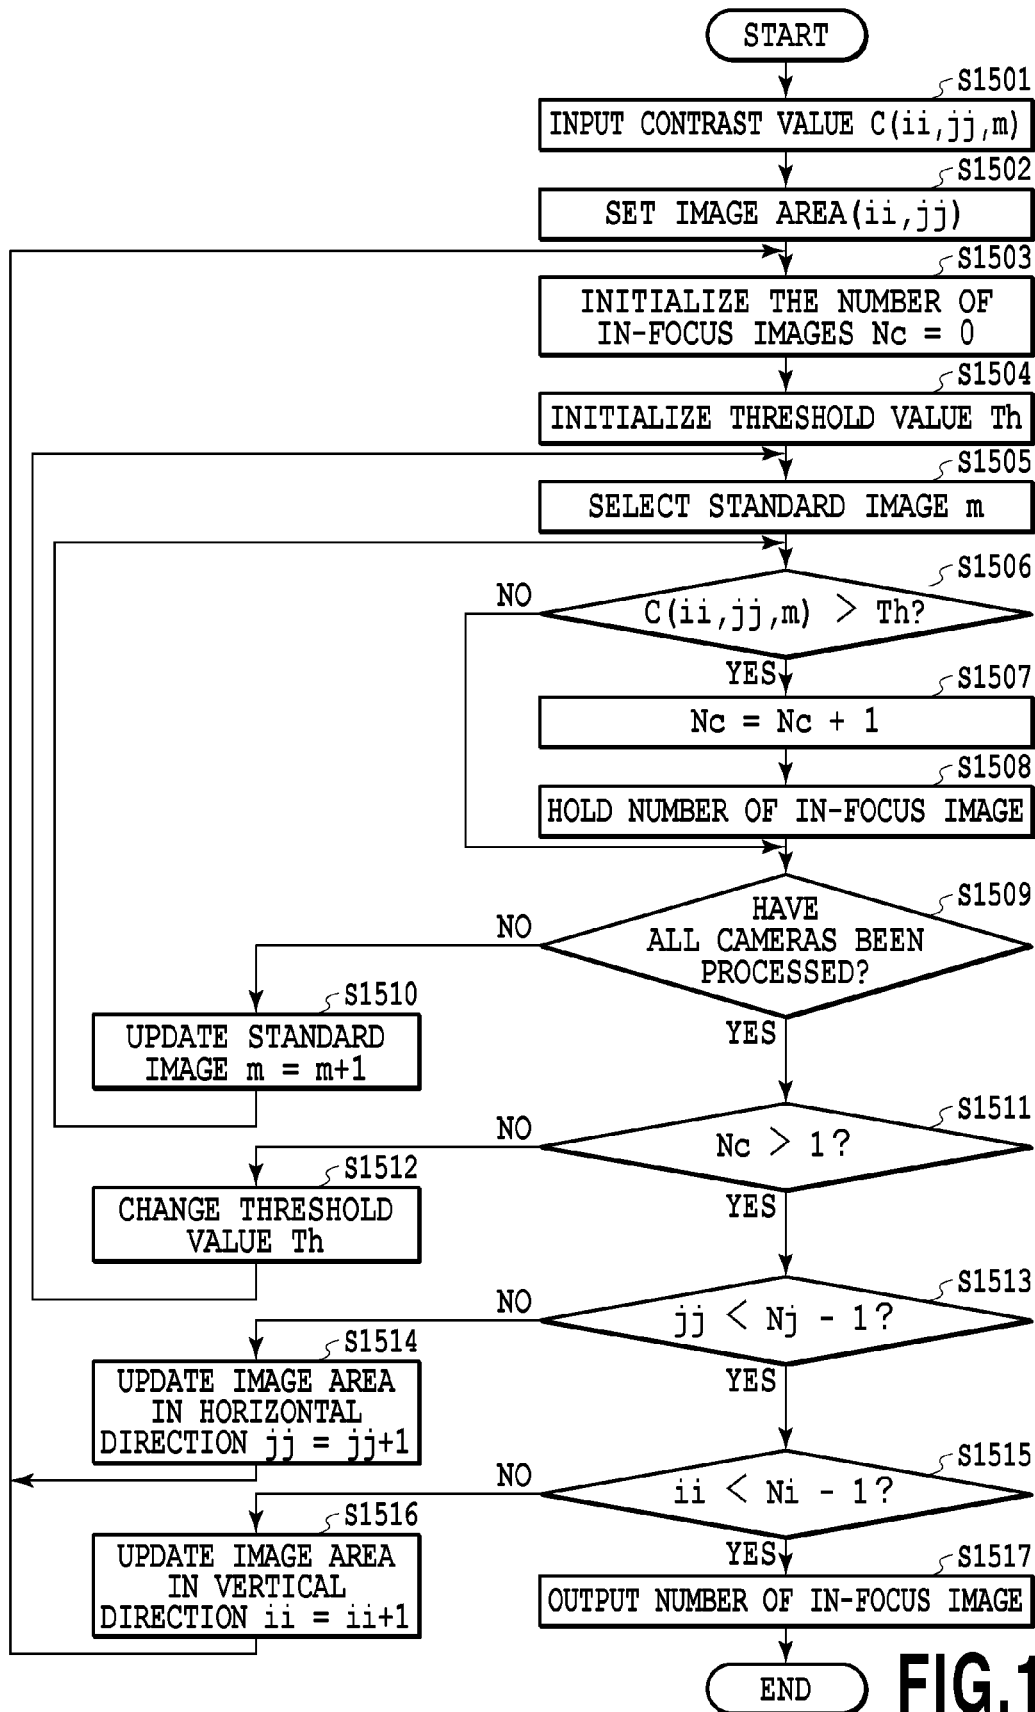 START
S1501
INPUT CONTRAST VALUE C(ii,jj,m)
S1502
SET IMAGE AREA(ii,jj)
S1503
INITIALIZE THE NUMBER OF
IN-FOCUS IMAGES Nc = 0
S1504
INITIALIZE THRESHOLD VALUE Th
S1505
SELECT STANDARD IMAGE m
S1506
NO
C(ii,jj,m) > Th?
YES
S1507
Nc = Nc + 1
S1508
HOLD NUMBER OF IN-FOCUS IMAGE
S1509
NO
HAVE
ALL CAMERAS BEEN
PROCESSED?
YES
S1510
UPDATE STANDARD
IMAGE m = m+1
S1511
NO
Nc > 1?
YES
S1512
CHANGE THRESHOLD
VALUE Th
S1513
NO
jj < Nj - 1?
YES
S1514
UPDATE IMAGE AREA
IN HORIZONTAL
DIRECTION jj = jj+1
S1515
NO
ii < Ni - 1?
YES
S1516
UPDATE IMAGE AREA
IN VERTICAL
DIRECTION ii = ii+1
S1517
OUTPUT NUMBER OF IN-FOCUS IMAGE
END
FIG.1